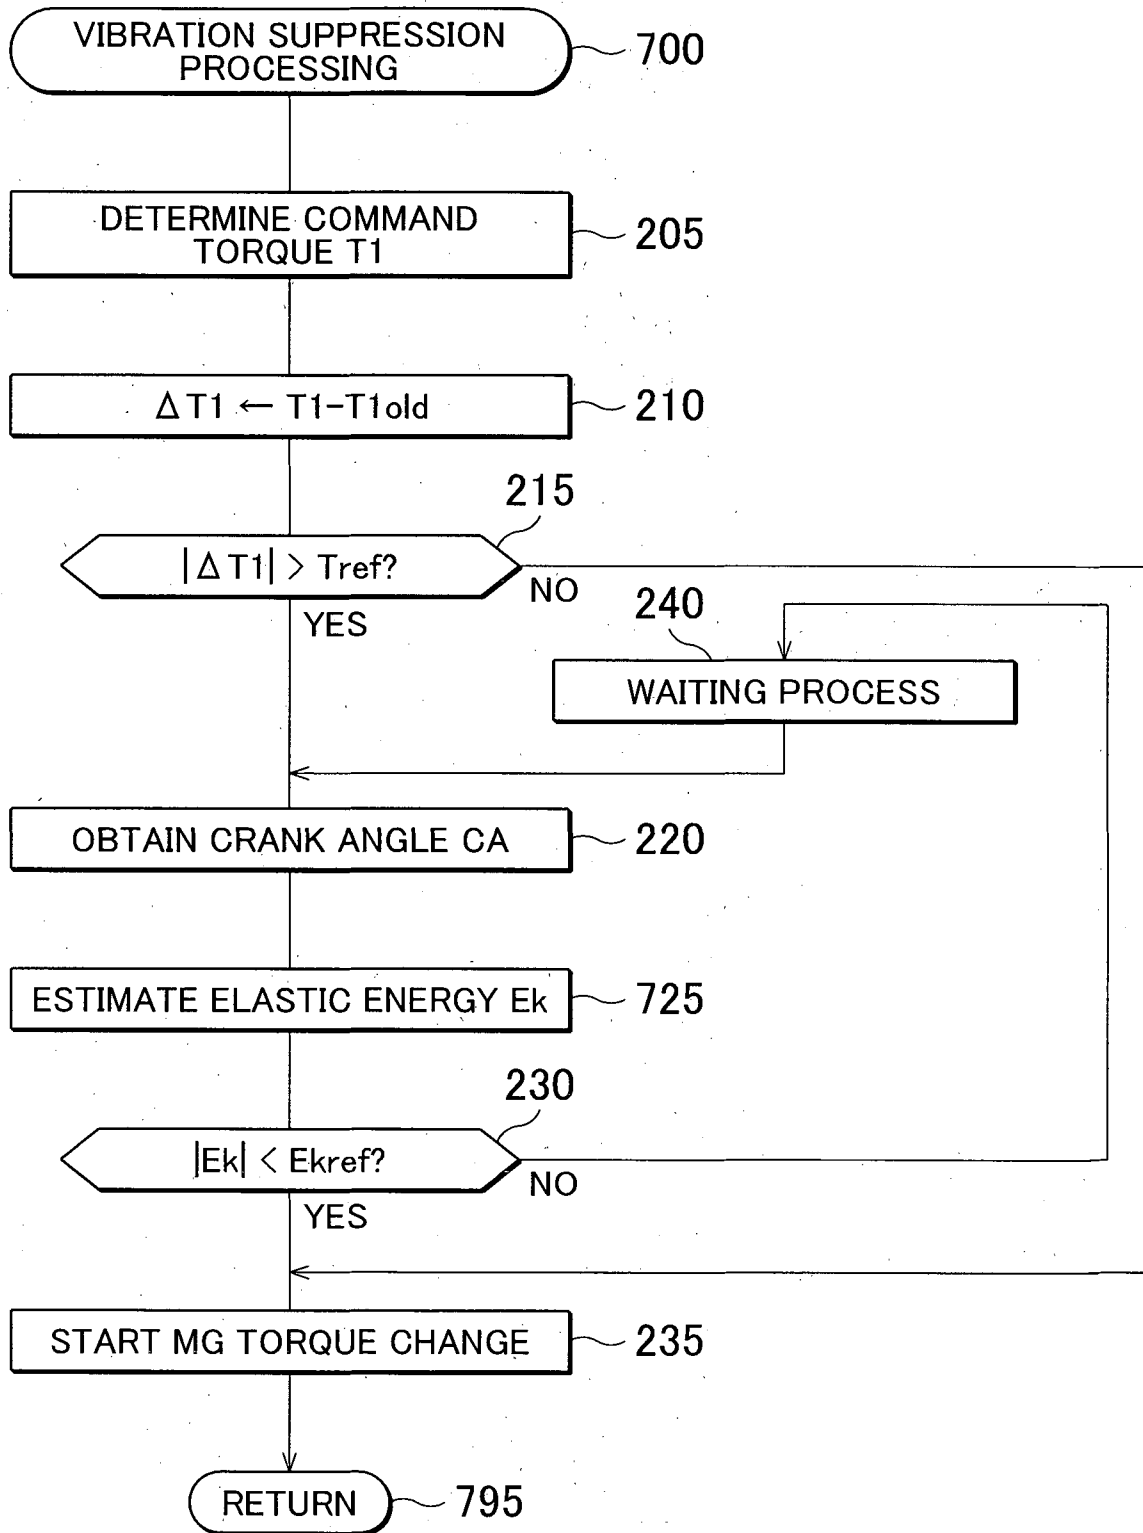 VIBRATION SUPPRESSION
PROCESSING
700
DETERMINE COMMAND
TORQUE T1
205
ΔT1 ← T1-T1old
210
215
|ΔT1| > Tref?
NO
YES
240
WAITING PROCESS
OBTAIN CRANK ANGLE CA
220
ESTIMATE ELASTIC ENERGY Ek
725
230
|Ek| < Ekref?
NO
YES
START MG TORQUE CHANGE
235
RETURN
795